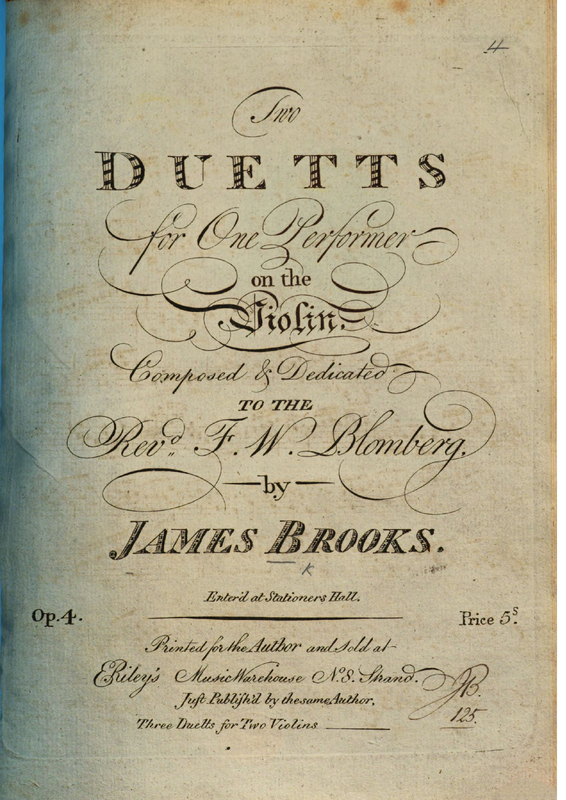 4
Two
DUETTS
for One Performer
on the
Violin.
Composed & Dedicated
TO THE
Revd. F. W. Blomberg.
by
JAMES BROOKS.
K
Enter'd at Stationers Hall.
Op. 4.
Price 5s.
Printed for the Author and Sold at
E Riley's Music Warehouse No. 8. Strand.
Just Publish'd by the same Author.
Three Duetts for Two Violins
JB.
125.